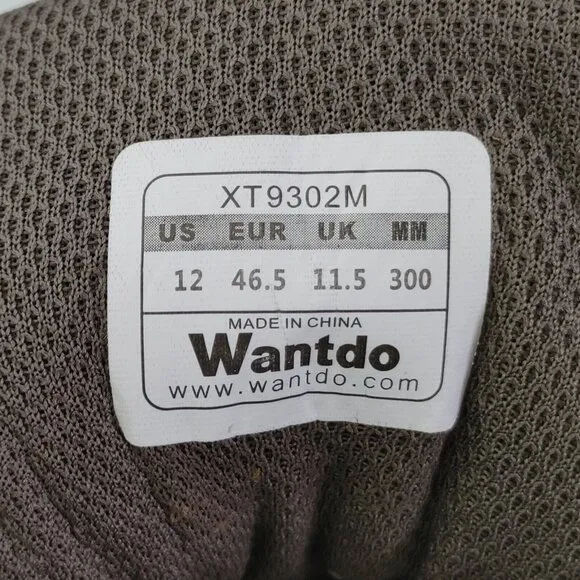 XT9302M
US EUR UK MM
12 46.5 11.5 300
MADE IN CHINA
Wantdo
www.wantdo.com